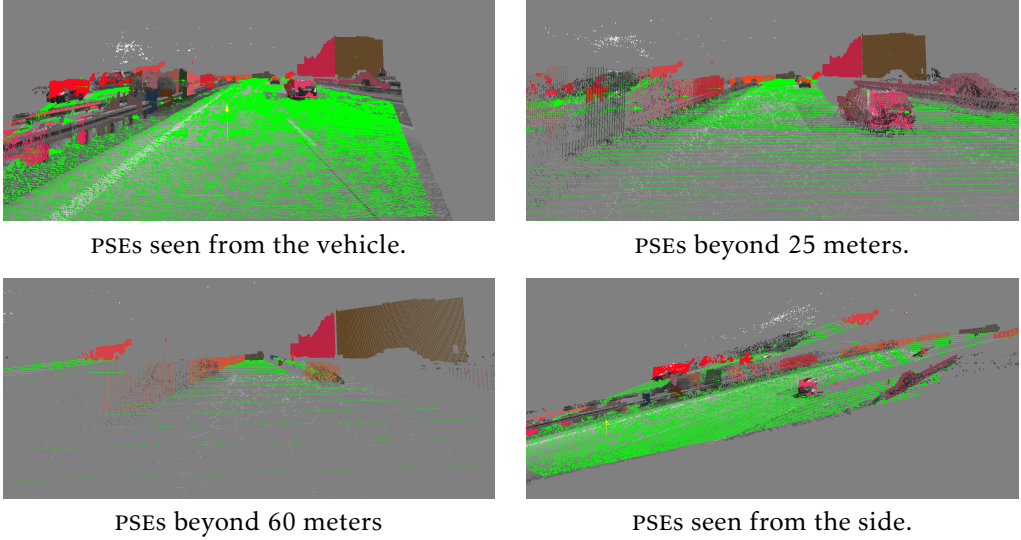 PSEs seen from the vehicle.
PSEs beyond 25 meters.
PSEs beyond 60 meters
PSEs seen from the side.